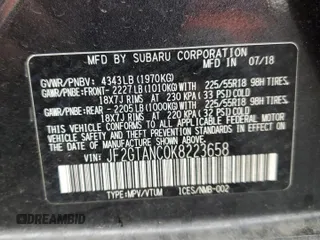 MFD BY SUBARU CORPORATION
MADE IN 07/18
GVWR/PNBV: 4343LB (1970KG)
GAWR/PNBE:FRONT- 2227LB (1010KG) WITH/AVEC 225/55R18 98H TIRES,
18X7J RIMS AT 230 KPA (33 PSI) COLD
GAWR/PNBE:REAR - 2205LB (1000KG) WITH/AVEC 225/55R18 98H TIRES,
18X7J RIMS AT 220 KPA (32 PSI) COLD
THIS VEHICLE CONFORMS TO ALL APPLICABLE
SAFETY, BUMPER, AND THEFT PREVENTION STANDARDS
IN EFFECT ON THE DATE OF MANUFACTURE SHOWN ABOVE.
VIN: JF2GTANC0K8223658
TYPE:MPV/VTUM ICES/NMB-002
DREAMBID